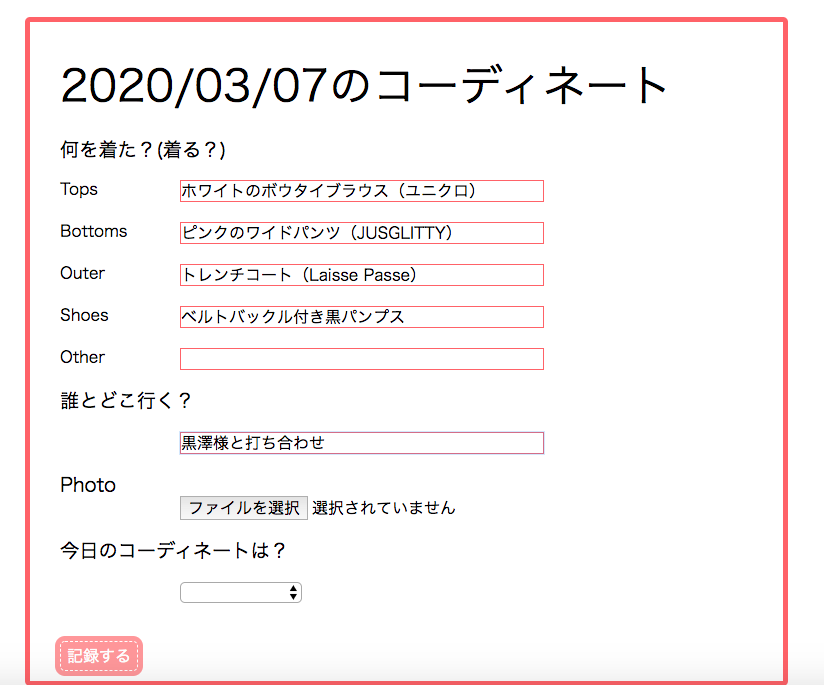 2020/03/07のコーディネート
何を着た？(着る？)
Tops ホワイトのボウタイブラウス（ユニクロ）
Bottoms ピンクのワイドパンツ（JUSGLITTY）
Outer トレンチコート（Laisse Passe）
Shoes ベルトバックル付き黒パンプス
Other
誰とどこ行く？
黒澤様と打ち合わせ
Photo
ファイルを選択 選択されていません
今日のコーディネートは？
記録する